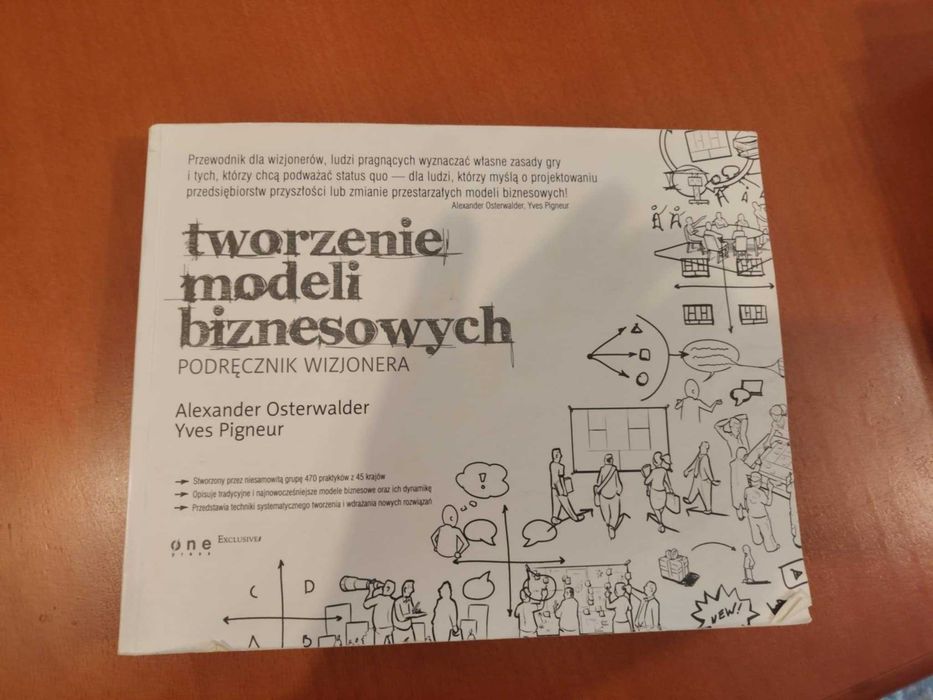 Przewodnik dla wizjonerów, ludzi pragnących wyznaczać własne zasady gry
i tych, którzy chcą podważać status quo — dla ludzi, którzy myślą o projektowaniu
przedsiębiorstw przyszłości lub zmianie przestarzałych modeli biznesowych!
Alexander Osterwalder, Yves Pigneur
tworzenie
modeli
biznesowych
PODRĘCZNIK WIZJONERA
Alexander Osterwalder
Yves Pigneur
Stworzony przez niesamowitą grupę 470 praktyków z 45 krajów
Opisuje tradycyjne i najnowocześniejsze modele biznesowe oraz ich dynamikę
Przedstawia techniki systematycznego tworzenia i wdrażania nowych rozwiązań
one EXCLUSIVE
press
C D
A B
NEW!